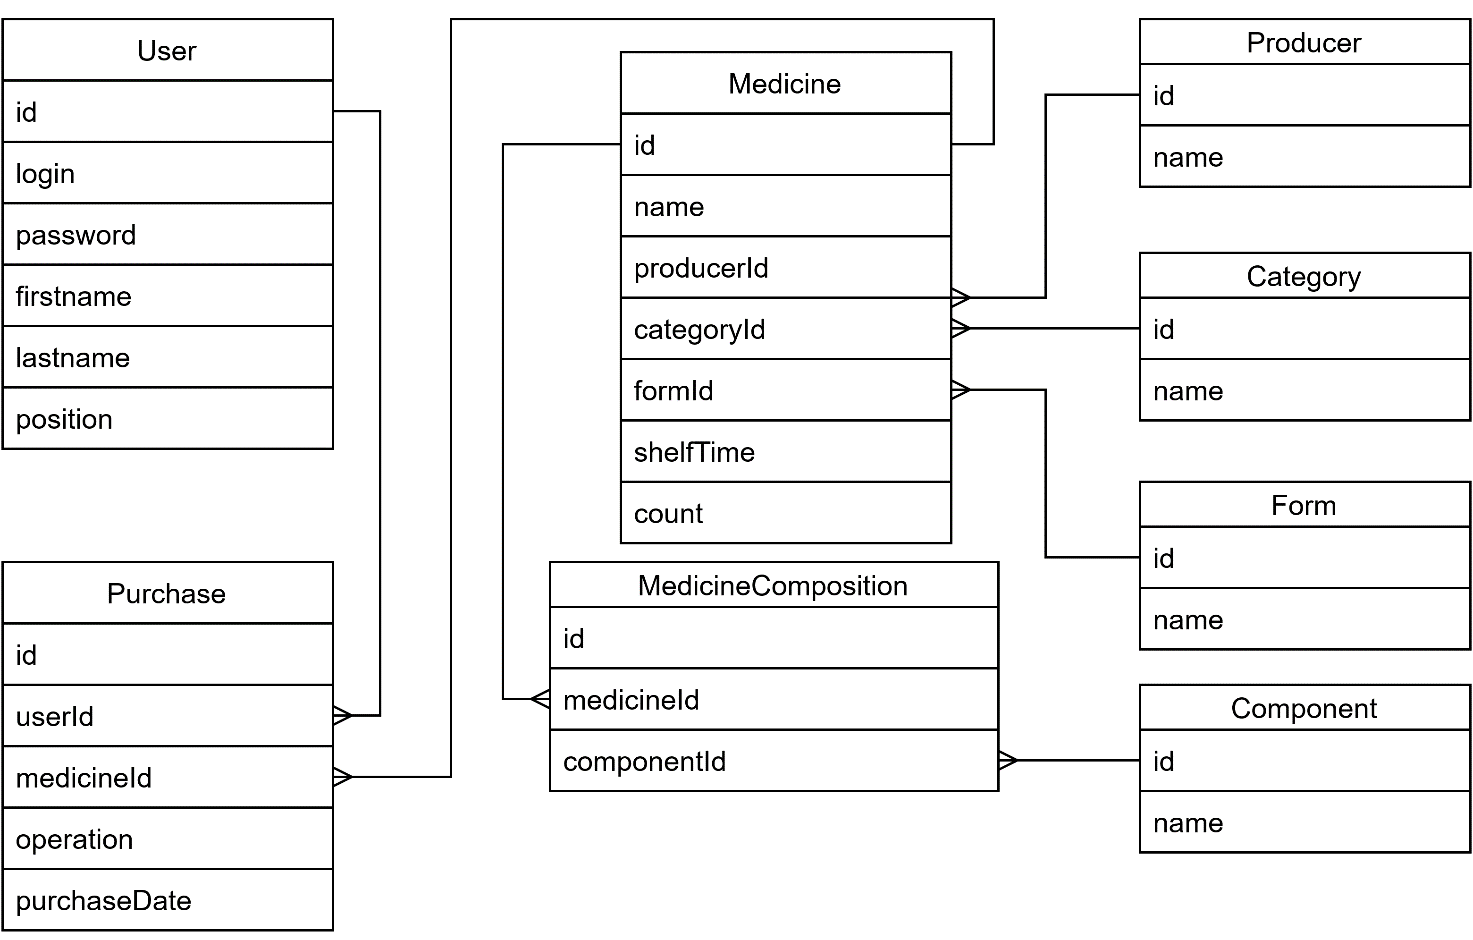 User
id
login
password
firstname
lastname
position
Purchase
id
userId
medicineId
operation
purchaseDate
Medicine
id
name
producerId
categoryId
formId
shelfTime
count
MedicineComposition
id
medicineId
componentId
Producer
id
name
Category
id
name
Form
id
name
Component
id
name